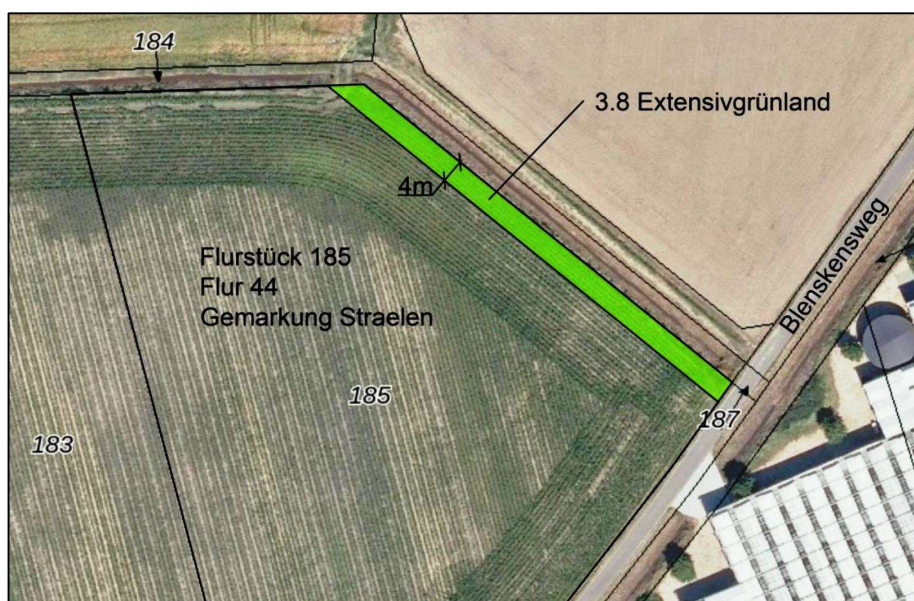 184
3.8 Extensivgrünland
4m
Blenskensweg
Flurstück 185
Flur 44
Gemarkung Straelen
185
187
183